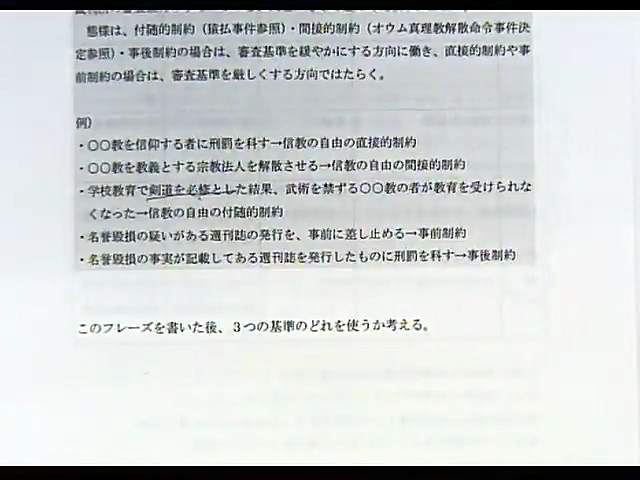 態様は、付随的制約（猿払事件参照）・間接的制約（オウム真理教解散命令事件決
定参照）・事後制約の場合は、審査基準を緩やかにする方向に働き、直接的制約や事
前制約の場合は、審査基準を厳しくする方向ではたらく。
例）
・〇〇教を信仰する者に刑罰を科す→信教の自由の直接的制約
・〇〇教を教義とする宗教法人を解散させる→信教の自由の間接的制約
・学校教育で剣道を必修とした結果、武術を禁ずる〇〇教の者が教育を受けられな
くなった→信教の自由の付随的制約
・名誉毀損の疑いがある週刊誌の発行を、事前に差し止める→事前制約
・名誉毀損の事実が記載してある週刊誌を発行したものに刑罰を科す→事後制約
このフレーズを書いた後、３つの基準のどれを使うか考える。